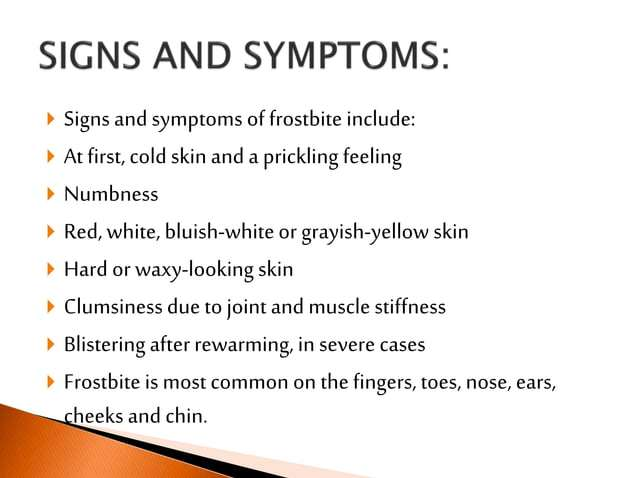 SIGNS AND SYMPTOMS:
Signs and symptoms of frostbite include:
At first, cold skin and a prickling feeling
Numbness
Red, white, bluish-white or grayish-yellow skin
Hard or waxy-looking skin
Clumsiness due to joint and muscle stiffness
Blistering after rewarming, in severe cases
Frostbite is most common on the fingers, toes, nose, ears,
cheeks and chin.